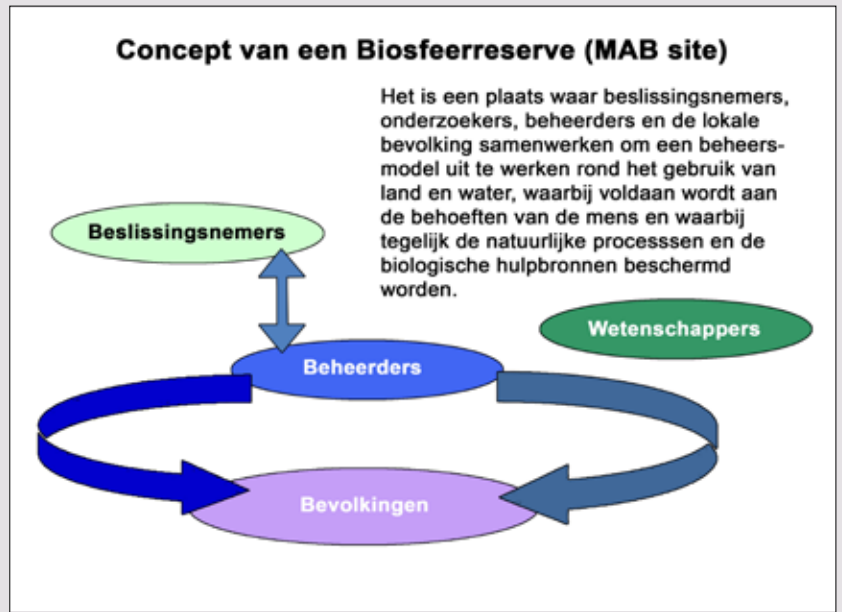 Concept van een Biosfeerreserve (MAB site)
Het is een plaats waar beslissingsnemers,
onderzoekers, beheerders en de lokale
bevolking samenwerken om een beheers-
model uit te werken rond het gebruik van
land en water, waarbij voldaan wordt aan
de behoeften van de mens en waarbij
tegelijk de natuurlijke processsen en de
biologische hulpbronnen beschermd
worden.
Beslissingsnemers
Wetenschappers
Beheerders
Bevolkingen